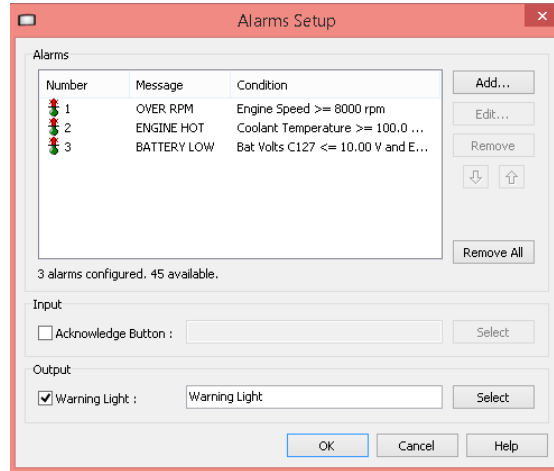 Alarms Setup
Alarms
Number Message Condition
1 OVER RPM Engine Speed >= 8000 rpm
2 ENGINE HOT Coolant Temperature >= 100.0 ...
3 BATTERY LOW Bat Volts C127 <= 10.00 V and E...
Add...
Edit...
Remove
Remove All
3 alarms configured. 45 available.
Input
Acknowledge Button :
Select
Output
Warning Light :
Warning Light
Select
OK
Cancel
Help